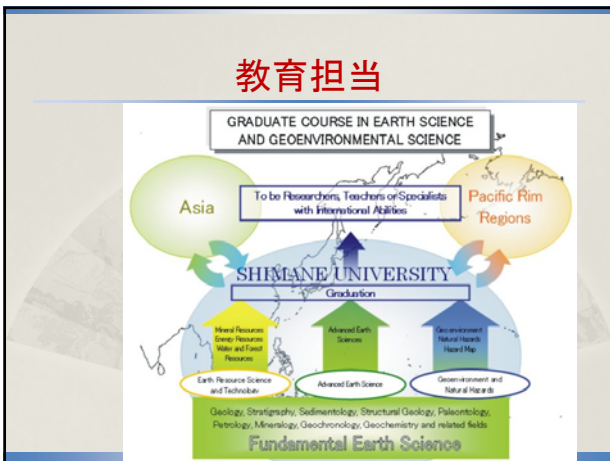 教育担当
GRADUATE COURSE IN EARTH SCIENCE
AND GEOENVIRONMENTAL SCIENCE
Asia
To be Researchers, Teachers or Specialists
with International Abilities
Pacific Rim
Regions
SHIMANE UNIVERSITY
Graduation
Mineral Resources
Energy Resources
Water and Forest
Resources
Advanced Earth
Sciences
Geoenvironment
Natural Hazards
Hazard Map
Earth Resource Science
and Technology
Advanced Earth Science
Geoenvironment and
Natural Hazards
Geology, Stratigraphy, Sedimentology, Structural Geology, Paleontology,
Petrology, Mineralogy, Geochronology, Geochemistry and related fields
Fundamental Earth Science